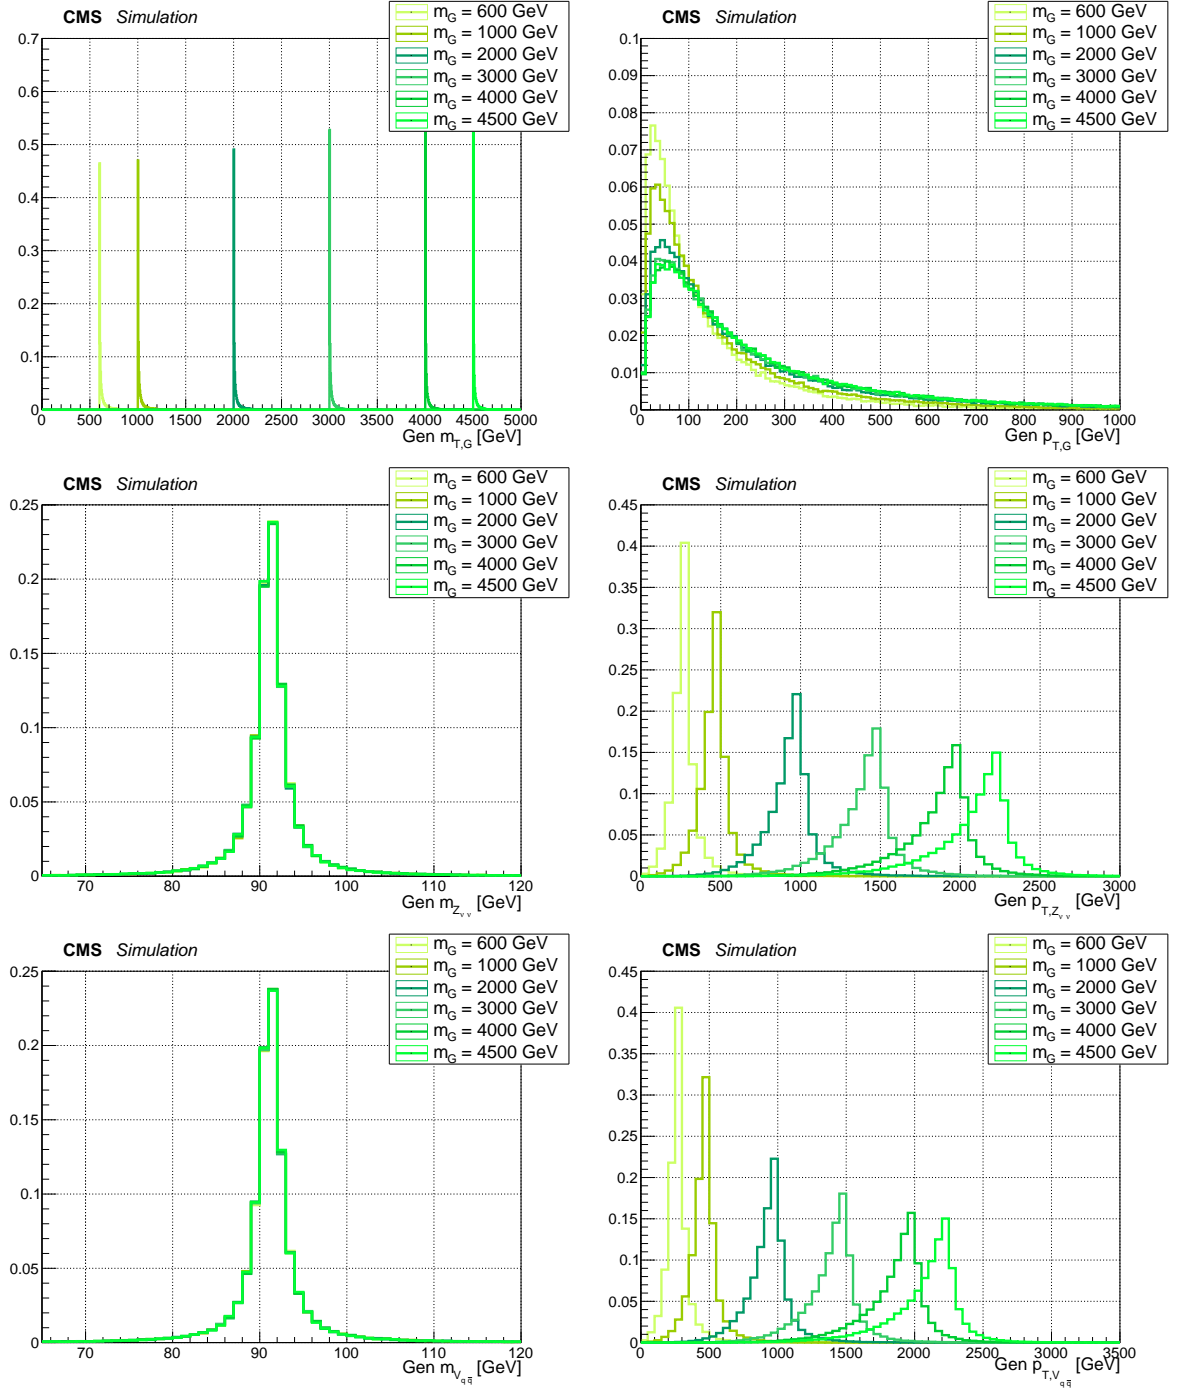 CMS Simulation
m_G = 600 GeV
m_G = 1000 GeV
m_G = 2000 GeV
m_G = 3000 GeV
m_G = 4000 GeV
m_G = 4500 GeV
0.7
0.6
0.5
0.4
0.3
0.2
0.1
0
0 500 1000 1500 2000 2500 3000 3500 4000 4500 5000
Gen m_T,G [GeV]
CMS Simulation
m_G = 600 GeV
m_G = 1000 GeV
m_G = 2000 GeV
m_G = 3000 GeV
m_G = 4000 GeV
m_G = 4500 GeV
0.1
0.09
0.08
0.07
0.06
0.05
0.04
0.03
0.02
0.01
0
0 100 200 300 400 500 600 700 800 900 1000
Gen p_T,G [GeV]
CMS Simulation
m_G = 600 GeV
m_G = 1000 GeV
m_G = 2000 GeV
m_G = 3000 GeV
m_G = 4000 GeV
m_G = 4500 GeV
0.25
0.2
0.15
0.1
0.05
0
70 80 90 100 110 120
Gen m_Z_νν [GeV]
CMS Simulation
m_G = 600 GeV
m_G = 1000 GeV
m_G = 2000 GeV
m_G = 3000 GeV
m_G = 4000 GeV
m_G = 4500 GeV
0.45
0.4
0.35
0.3
0.25
0.2
0.15
0.1
0.05
0
0 500 1000 1500 2000 2500 3000
Gen p_T,Z_νν [GeV]
CMS Simulation
m_G = 600 GeV
m_G = 1000 GeV
m_G = 2000 GeV
m_G = 3000 GeV
m_G = 4000 GeV
m_G = 4500 GeV
0.25
0.2
0.15
0.1
0.05
0
70 80 90 100 110 120
Gen m_V_qq̅ [GeV]
CMS Simulation
m_G = 600 GeV
m_G = 1000 GeV
m_G = 2000 GeV
m_G = 3000 GeV
m_G = 4000 GeV
m_G = 4500 GeV
0.45
0.4
0.35
0.3
0.25
0.2
0.15
0.1
0.05
0
0 500 1000 1500 2000 2500 3000 3500
Gen p_T,V_qq̅ [GeV]